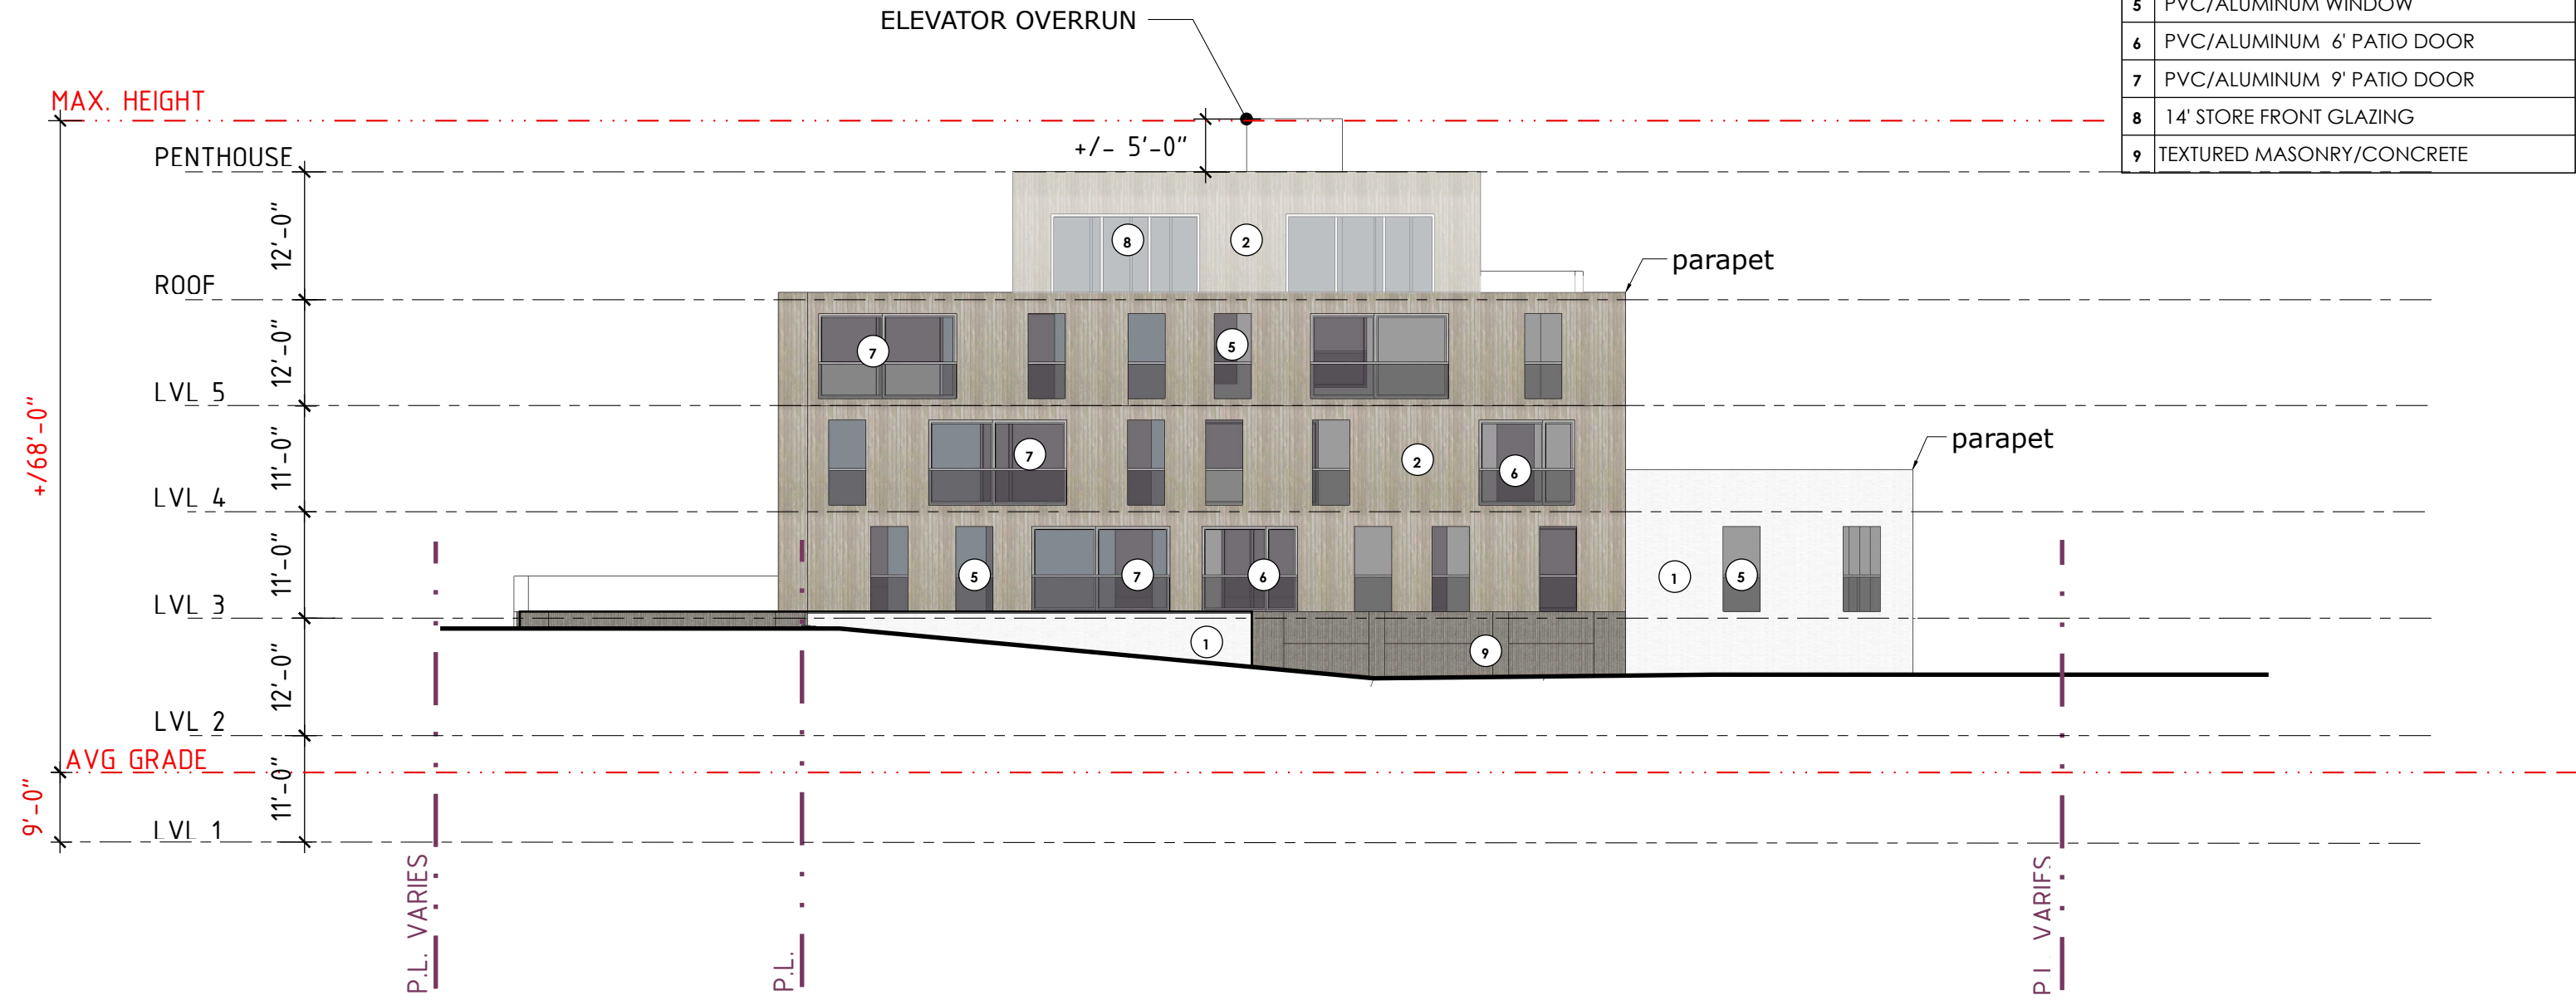 ELEVATOR OVERRUN
5 PVC/ALUMINUM WINDOW
6 PVC/ALUMINUM 6' PATIO DOOR
7 PVC/ALUMINUM 9' PATIO DOOR
8 14' STORE FRONT GLAZING
9 TEXTURED MASONRY/CONCRETE
MAX. HEIGHT
+/- 5'-0"
PENTHOUSE
12'-0"
8
2
parapet
ROOF
12'-0"
7
5
LVL 5
+/68'-0"
11'-0"
7
2
6
parapet
LVL 4
11'-0"
5
7
6
1
5
LVL 3
12'-0"
1
9
LVL 2
AVG GRADE
11'-0"
9'-0"
LVL 1
P.L. VARIES
P.L.
P.L. VARIES